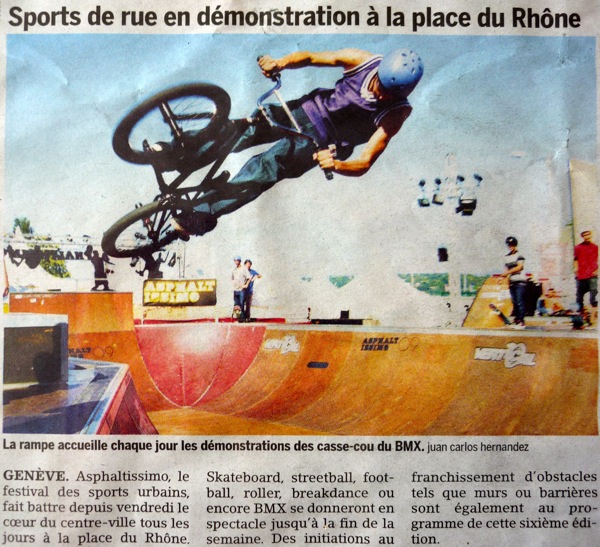 Sports de rue en démonstration à la place du Rhône
ASPHALT
ISSIMO
ASPHALT
ISSIMO 09
La rampe accueille chaque jour les démonstrations des casse-cou du BMX. juan carlos hernandez
GENÈVE. Asphaltissimo, le
festival des sports urbains,
fait battre depuis vendredi le
cœur du centre-ville tous les
jours à la place du Rhône.
Skateboard, streetball, foot-
ball, roller, breakdance ou
encore BMX se donneront en
spectacle jusqu'à la fin de la
semaine. Des initiations au
franchissement d'obstacles
tels que murs ou barrières
sont également au pro-
gramme de cette sixième édi-
tion.